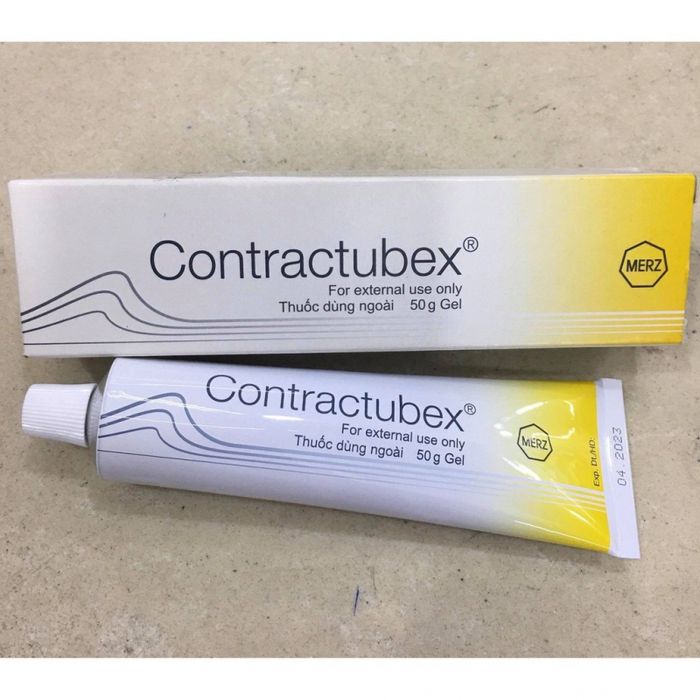 Contractubex®
For external use only
Thuốc dùng ngoài 50 g Gel
MERZ
Contractubex®
For external use only
Thuốc dùng ngoài 50 g Gel
MERZ
Exp. Dt./HD:
04.2023